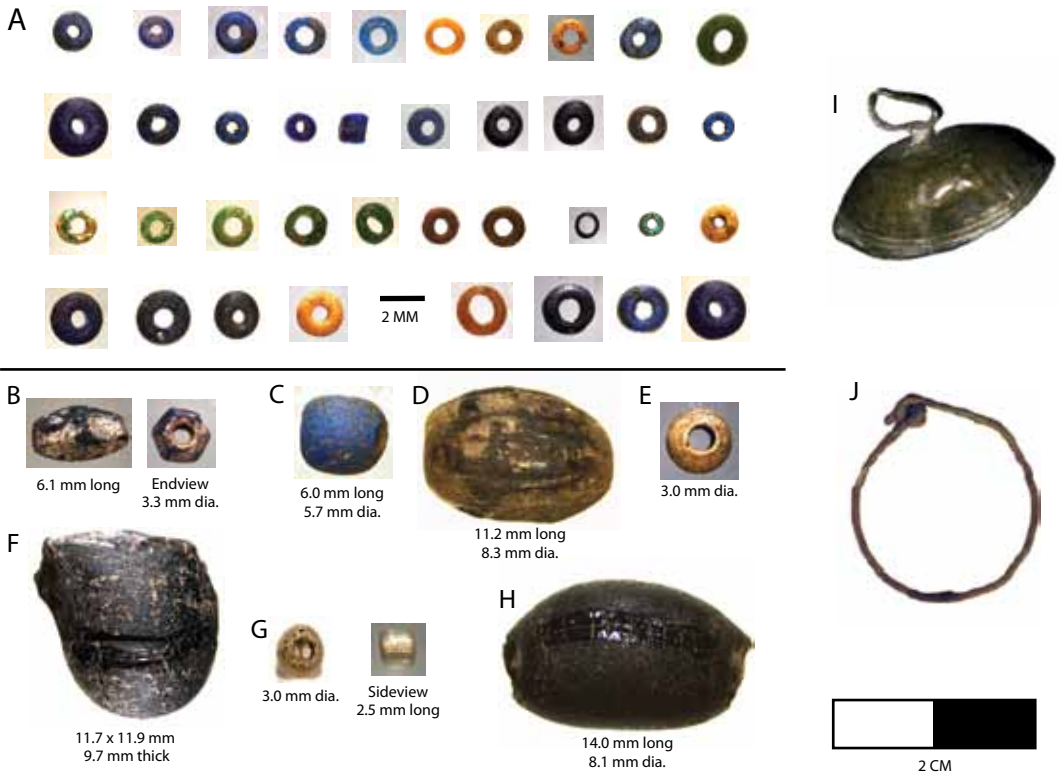 A
2 MM
I
B
6.1 mm long
Endview
3.3 mm dia.
C
6.0 mm long
5.7 mm dia.
D
11.2 mm long
8.3 mm dia.
E
3.0 mm dia.
J
F
11.7 x 11.9 mm
9.7 mm thick
G
3.0 mm dia.
Sideview
2.5 mm long
H
14.0 mm long
8.1 mm dia.
2 CM